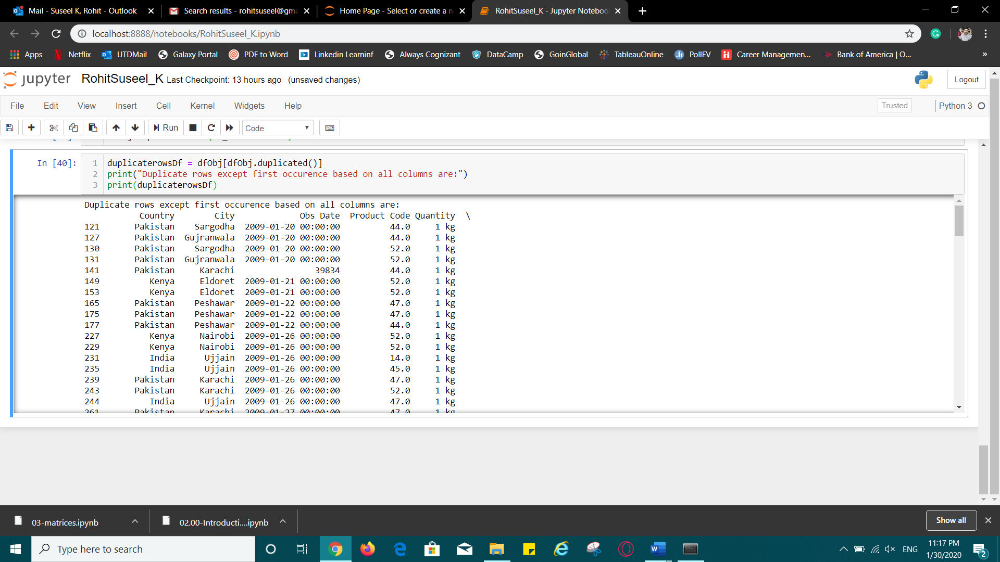 Mail - Suseel K, Rohit - Outlook
Search results - rohitsuseel@gma
Home Page - Select or create a n
RohitSuseel_K - Jupyter Noteboo
localhost:8888/notebooks/RohitSuseel_K.ipynb
G
Apps Netflix UTDMail Galaxy Portal PDF to Word Linkedin Learninf Always Cognizant DataCamp GoinGlobal TableauOnline PollEV Career Managemen... Bank of America | O... »
jupyter RohitSuseel_K Last Checkpoint: 13 hours ago (unsaved changes)
Logout
File Edit View Insert Cell Kernel Widgets Help
Trusted
Python 3
Run
Code
In [40]:
1 duplicaterowsDf = dfObj[dfObj.duplicated()]
2 print("Duplicate rows except first occurence based on all columns are:")
3 print(duplicaterowsDf)
Duplicate rows except first occurence based on all columns are:
Country City Obs Date Product Code Quantity \
121 Pakistan Sargodha 2009-01-20 00:00:00 44.0 1 kg
127 Pakistan Gujranwala 2009-01-20 00:00:00 44.0 1 kg
130 Pakistan Sargodha 2009-01-20 00:00:00 52.0 1 kg
131 Pakistan Gujranwala 2009-01-20 00:00:00 52.0 1 kg
141 Pakistan Karachi 39834 44.0 1 kg
149 Kenya Eldoret 2009-01-21 00:00:00 52.0 1 kg
153 Kenya Eldoret 2009-01-21 00:00:00 52.0 1 kg
165 Pakistan Peshawar 2009-01-22 00:00:00 47.0 1 kg
175 Pakistan Peshawar 2009-01-22 00:00:00 47.0 1 kg
177 Pakistan Peshawar 2009-01-22 00:00:00 44.0 1 kg
227 Kenya Nairobi 2009-01-26 00:00:00 52.0 1 kg
229 Kenya Nairobi 2009-01-26 00:00:00 52.0 1 kg
231 India Ujjain 2009-01-26 00:00:00 14.0 1 kg
235 India Ujjain 2009-01-26 00:00:00 45.0 1 kg
239 Pakistan Karachi 2009-01-26 00:00:00 47.0 1 kg
243 Pakistan Karachi 2009-01-26 00:00:00 52.0 1 kg
244 India Ujjain 2009-01-26 00:00:00 47.0 1 kg
261 Pakistan Karachi 2009-01-27 00:00:00 47.0 1 kg
03-matrices.ipynb
02.00-Introducti....ipynb
Show all
Type here to search
ENG
11:17 PM
1/30/2020
2